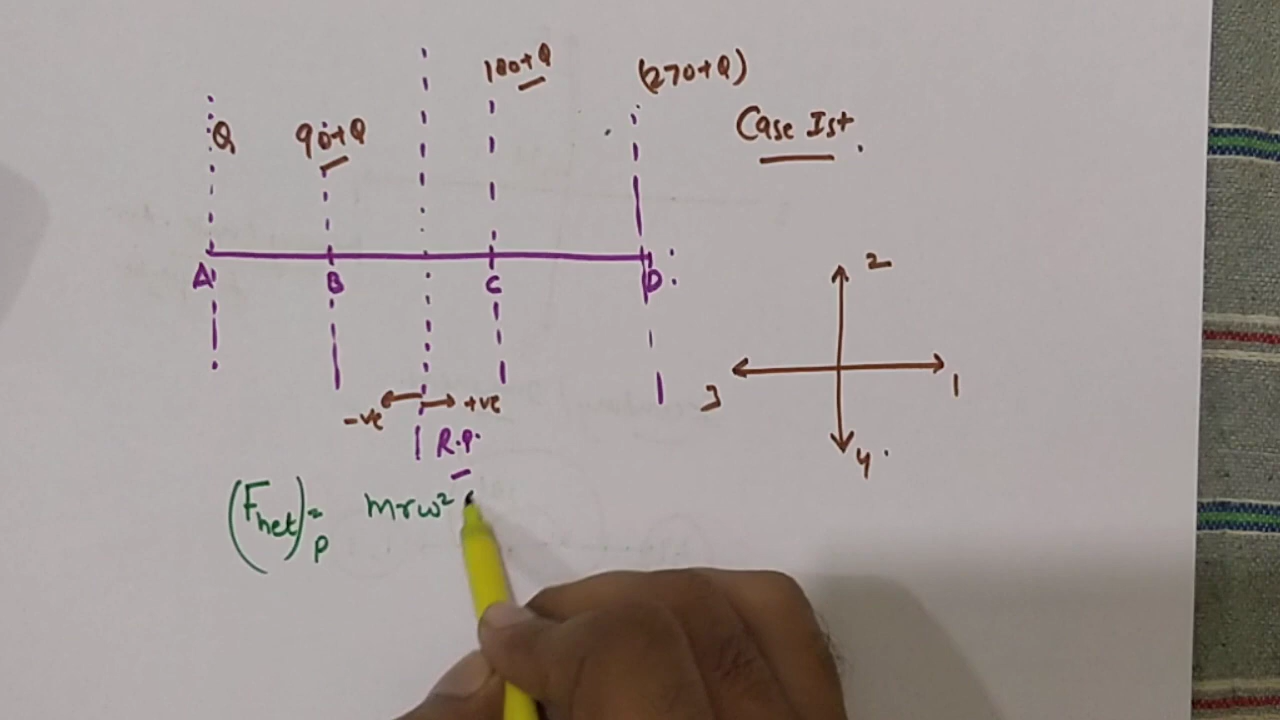 180+Q (270+Q)
Q 90+Q Case Ist.
A B C D
2
3 1
4
-ve +ve
R.P.
(Fnet)p = mrω²